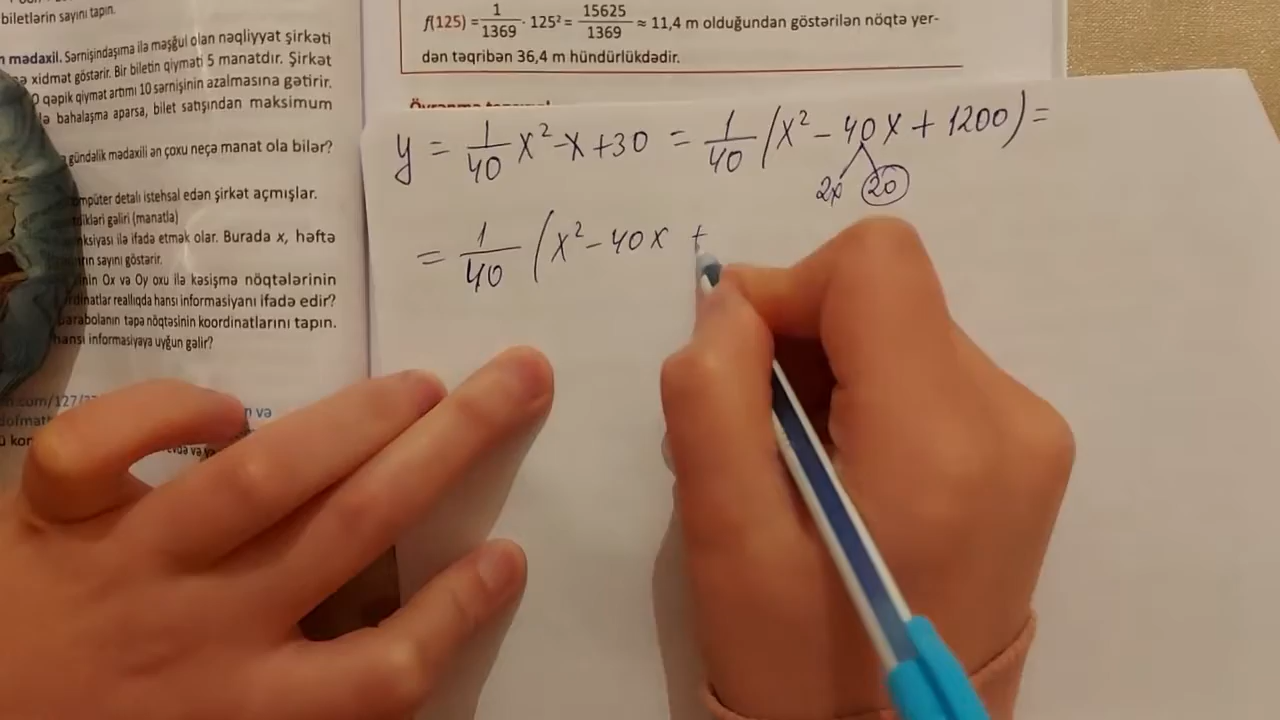 biletlərin sayını tapın.
mədaxil. Sərnişindaşıma ilə məşğul olan nəqliyyat şirkəti
xidmət göstərir. Bir biletin qiyməti 5 manatdır. Şirkət
qəpik qiymət artımı 10 sərnişinin azalmasına gətirir.
bahalaşma aparsa, bilet satışından maksimum
gündəlik mədaxili ən çoxu neçə manat ola bilər?
detalı istehsal edən şirkət açmışlar.
gəliri (manatla)
ilə ifadə etmək olar. Burada x, həftə
sayını göstərir.
Ox və Oy oxu ilə kəsişmə nöqtələrinin
reallıqda hansı informasiyanı ifadə edir?
parabolanın təpə nöqtəsinin koordinatlarını tapın.
hansı informasiyaya uyğun gəlir?
f(125) = 1/1369 · 125² = 15625/1369 ≈ 11,4 m olduğundan göstərilən nöqtə yer-
dən təqribən 36,4 m hündürlükdədir.
y = 1/40 x² - x + 30 = 1/40 (x² - 40x + 1200) =
20
= 1/40 (x² - 40x +